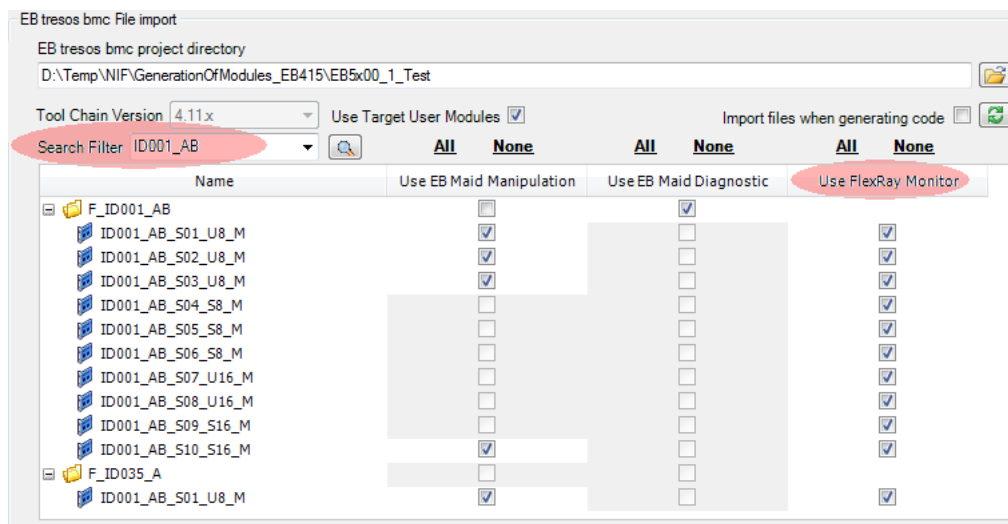 EB tresos bmc File import
EB tresos bmc project directory
D:\Temp\NIF\GenerationOfModules_EB415\EB5x00_1_Test
Tool Chain Version 4.11.x Use Target User Modules Import files when generating code
Search Filter ID001_AB All None All None All None
Name Use EB Maid Manipulation Use EB Maid Diagnostic Use FlexRay Monitor
F_ID001_AB
ID001_AB_S01_U8_M
ID001_AB_S02_U8_M
ID001_AB_S03_U8_M
ID001_AB_S04_S8_M
ID001_AB_S05_S8_M
ID001_AB_S06_S8_M
ID001_AB_S07_U16_M
ID001_AB_S08_U16_M
ID001_AB_S09_S16_M
ID001_AB_S10_S16_M
F_ID035_A
ID001_AB_S01_U8_M